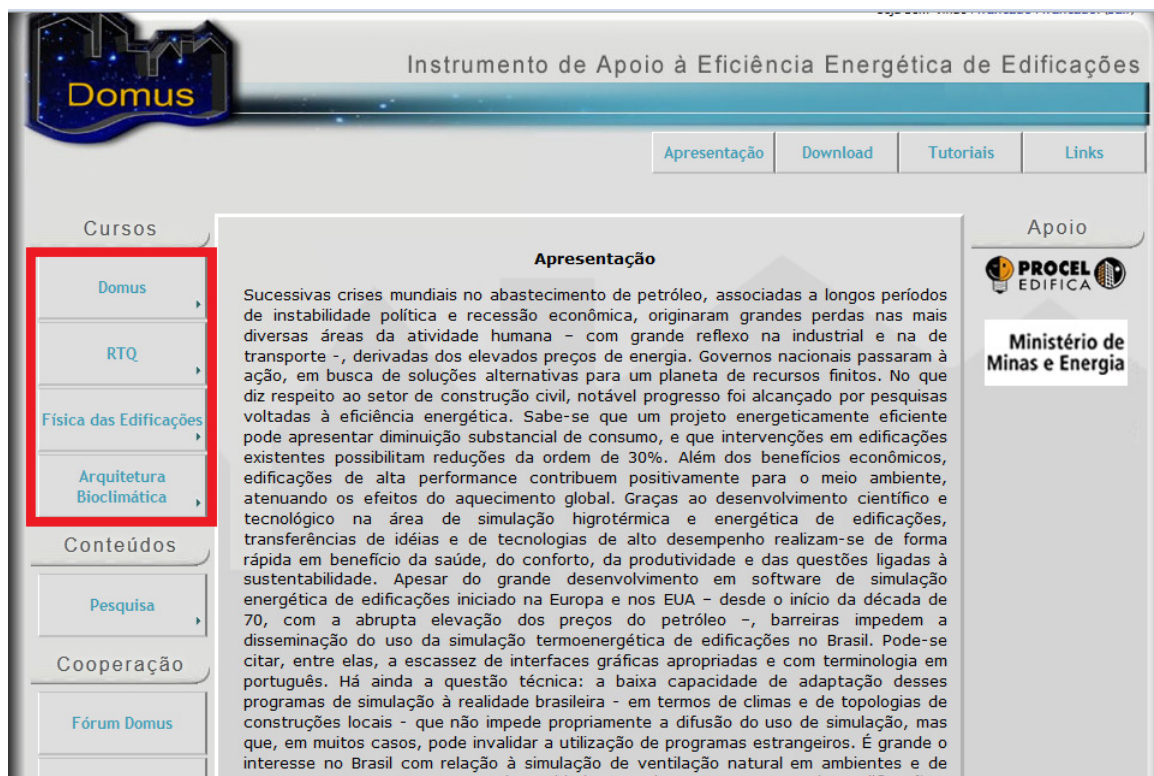 Instrumento de Apoio à Eficiência Energética de Edificações
Domus
Apresentação
Download
Tutoriais
Links
Cursos
Domus
RTQ
Física das Edificações
Arquitetura
Bioclimática
Conteúdos
Pesquisa
Cooperação
Fórum Domus
Apresentação
Sucessivas crises mundiais no abastecimento de petróleo, associadas a longos períodos
de instabilidade política e recessão econômica, originaram grandes perdas nas mais
diversas áreas da atividade humana – com grande reflexo na industrial e na de
transporte -, derivadas dos elevados preços de energia. Governos nacionais passaram à
ação, em busca de soluções alternativas para um planeta de recursos finitos. No que
diz respeito ao setor de construção civil, notável progresso foi alcançado por pesquisas
voltadas à eficiência energética. Sabe-se que um projeto energeticamente eficiente
pode apresentar diminuição substancial de consumo, e que intervenções em edificações
existentes possibilitam reduções da ordem de 30%. Além dos benefícios econômicos,
edificações de alta performance contribuem positivamente para o meio ambiente,
atenuando os efeitos do aquecimento global. Graças ao desenvolvimento científico e
tecnológico na área de simulação higrotérmica e energética de edificações,
transferências de idéias e de tecnologias de alto desempenho realizam-se de forma
rápida em benefício da saúde, do conforto, da produtividade e das questões ligadas à
sustentabilidade. Apesar do grande desenvolvimento em software de simulação
energética de edificações iniciado na Europa e nos EUA – desde o início da década de
70, com a abrupta elevação dos preços do petróleo –, barreiras impedem a
disseminação do uso da simulação termoenergética de edificações no Brasil. Pode-se
citar, entre elas, a escassez de interfaces gráficas apropriadas e com terminologia em
português. Há ainda a questão técnica: a baixa capacidade de adaptação desses
programas de simulação à realidade brasileira - em termos de climas e de topologias de
construções locais - que não impede propriamente a difusão do uso de simulação, mas
que, em muitos casos, pode invalidar a utilização de programas estrangeiros. É grande o
interesse no Brasil com relação à simulação de ventilação natural em ambientes e de
Apoio
PROCEL
EDIFICA
Ministério de
Minas e Energia